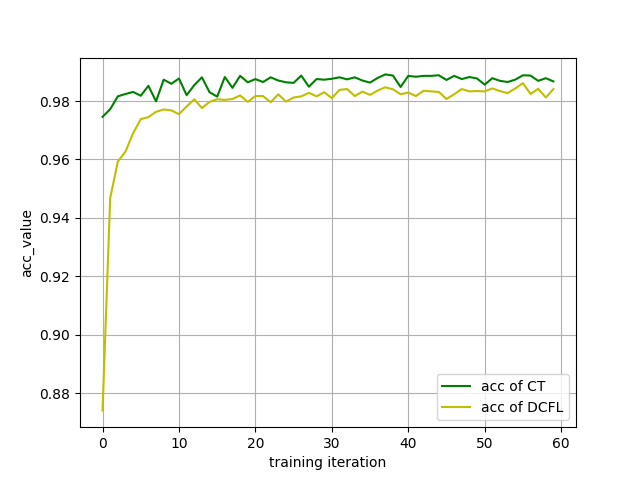 0.98
0.96
0.94
0.92
0.90
0.88
acc_value
acc of CT
acc of DCFL
0 10 20 30 40 50 60
training iteration